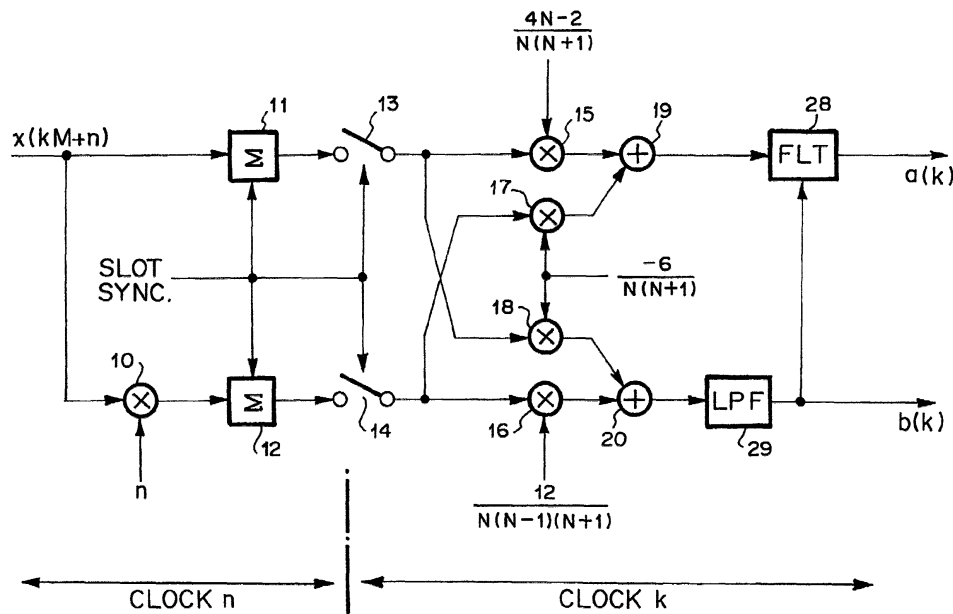 4N-2
N(N+1)
11
13
15
19
28
x(kM+n)
M
×
+
FLT
a(k)
17
×
SLOT
SYNC.
-6
N(N+1)
18
×
10
×
M
16
×
+
LPF
b(k)
12
14
20
29
n
12
N(N-1)(N+1)
CLOCK n
CLOCK k